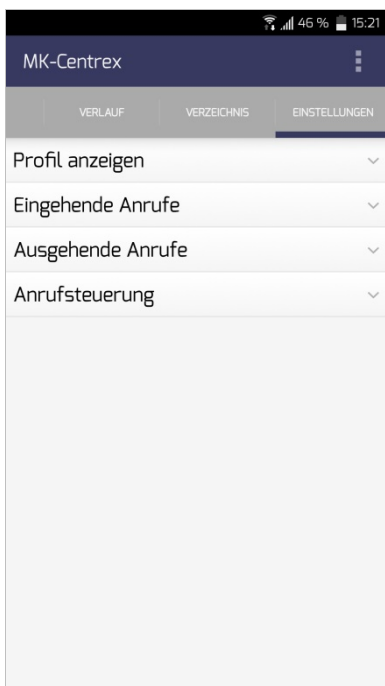 46 % 15:21
MK-Centrex
VERLAUF VERZEICHNIS EINSTELLUNGEN
Profil anzeigen
Eingehende Anrufe
Ausgehende Anrufe
Anrufsteuerung